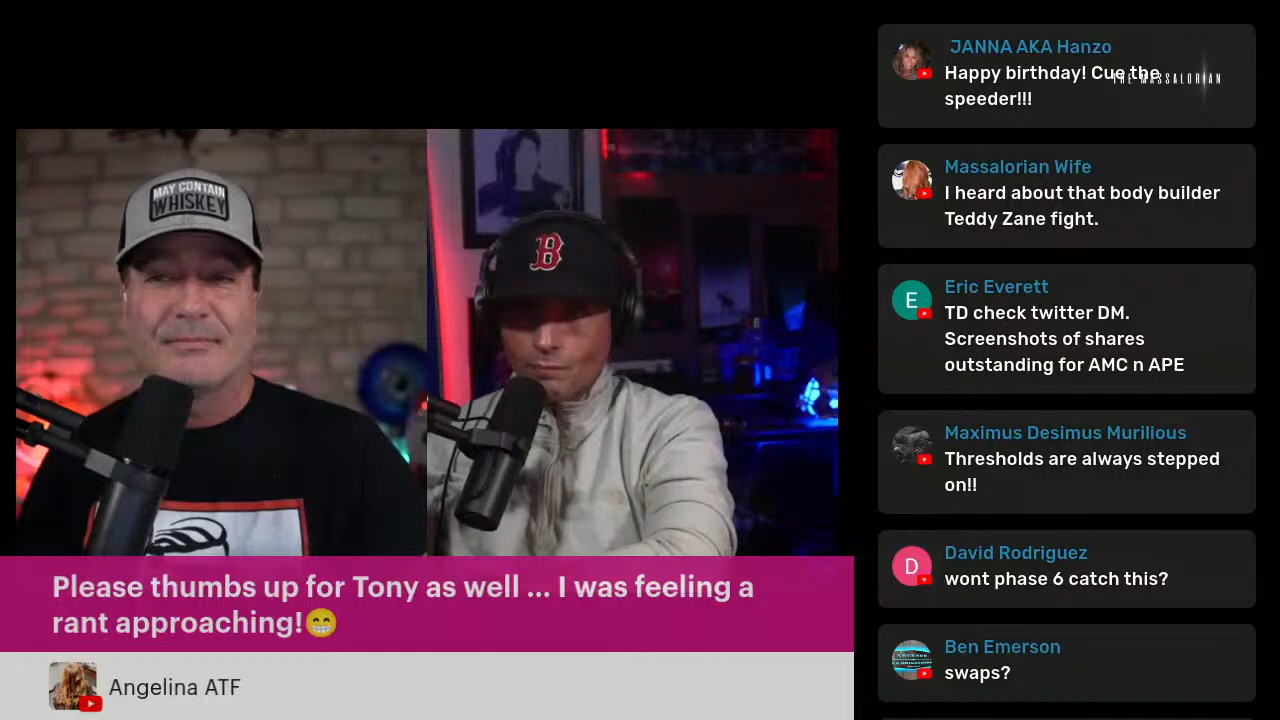 MAY CONTAIN
WHISKEY
B
Please thumbs up for Tony as well ... I was feeling a
rant approaching!😁
Angelina ATF
JANNA AKA Hanzo
Happy birthday! Cue the
speeder!!!
THE MASSALORIAN
Massalorian Wife
I heard about that body builder
Teddy Zane fight.
E
Eric Everett
TD check twitter DM.
Screenshots of shares
outstanding for AMC n APE
Maximus Desimus Murilious
Thresholds are always stepped
on!!
D
David Rodriguez
wont phase 6 catch this?
Ben Emerson
swaps?